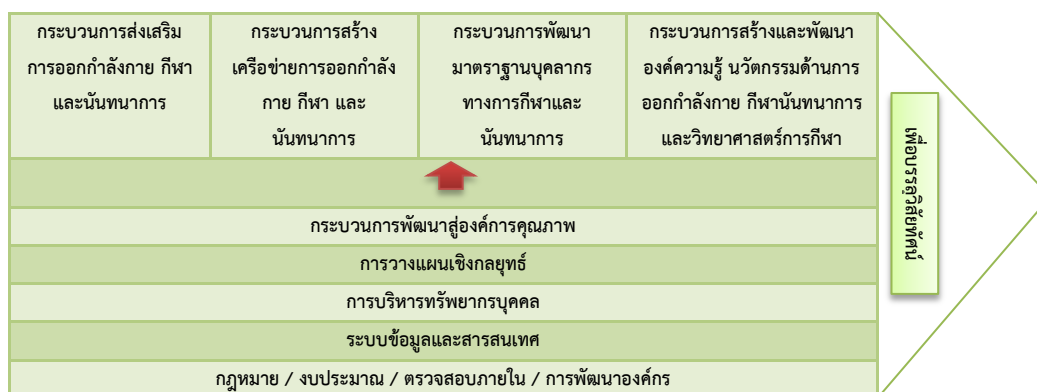 กระบวนการส่งเสริม
การออกกำลังกาย กีฬา
และนันทนาการ
กระบวนการสร้าง
เครือข่ายการออกกำลัง
กาย กีฬา และ
นันทนาการ
กระบวนการพัฒนา
มาตราฐานบุคลากร
ทางการกีฬาและ
นันทนาการ
กระบวนการสร้างและพัฒนา
องค์ความรู้ นวัตกรรมด้านการ
ออกกำลังกาย กีฬานันทนาการ
และวิทยาศาสตร์การกีฬา
กระบวนการพัฒนาสู่องค์การคุณภาพ
การวางแผนเชิงกลยุทธ์
การบริหารทรัพยากรบุคคล
ระบบข้อมูลและสารสนเทศ
กฎหมาย / งบประมาณ / ตรวจสอบภายใน / การพัฒนาองค์กร
เพื่อบรรลุวิสัยทัศน์